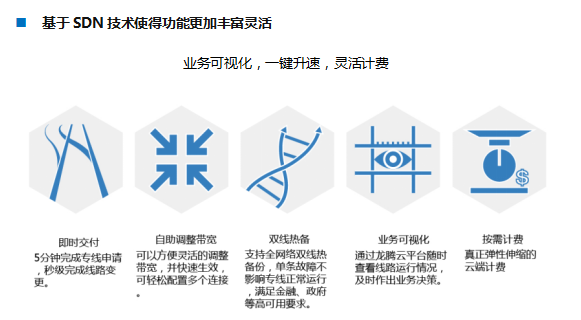 基于 SDN 技术使得功能更加丰富灵活
业务可视化，一键升速，灵活计费
即时交付
5分钟完成专线申请
，秒级完成线路变
更。
自助调整带宽
可以方便灵活的调整
带宽，并快速生效，
可轻松配置多个连接
。
双线热备
支持全网络双线热
备份，单条故障不
影响专线正常运行
，满足金融、政府
等高可用要求。
业务可视化
通过龙腾云平台随时
查看线路运行情况，
及时作出业务决策。
按需计费
真正弹性伸缩的
云端计费